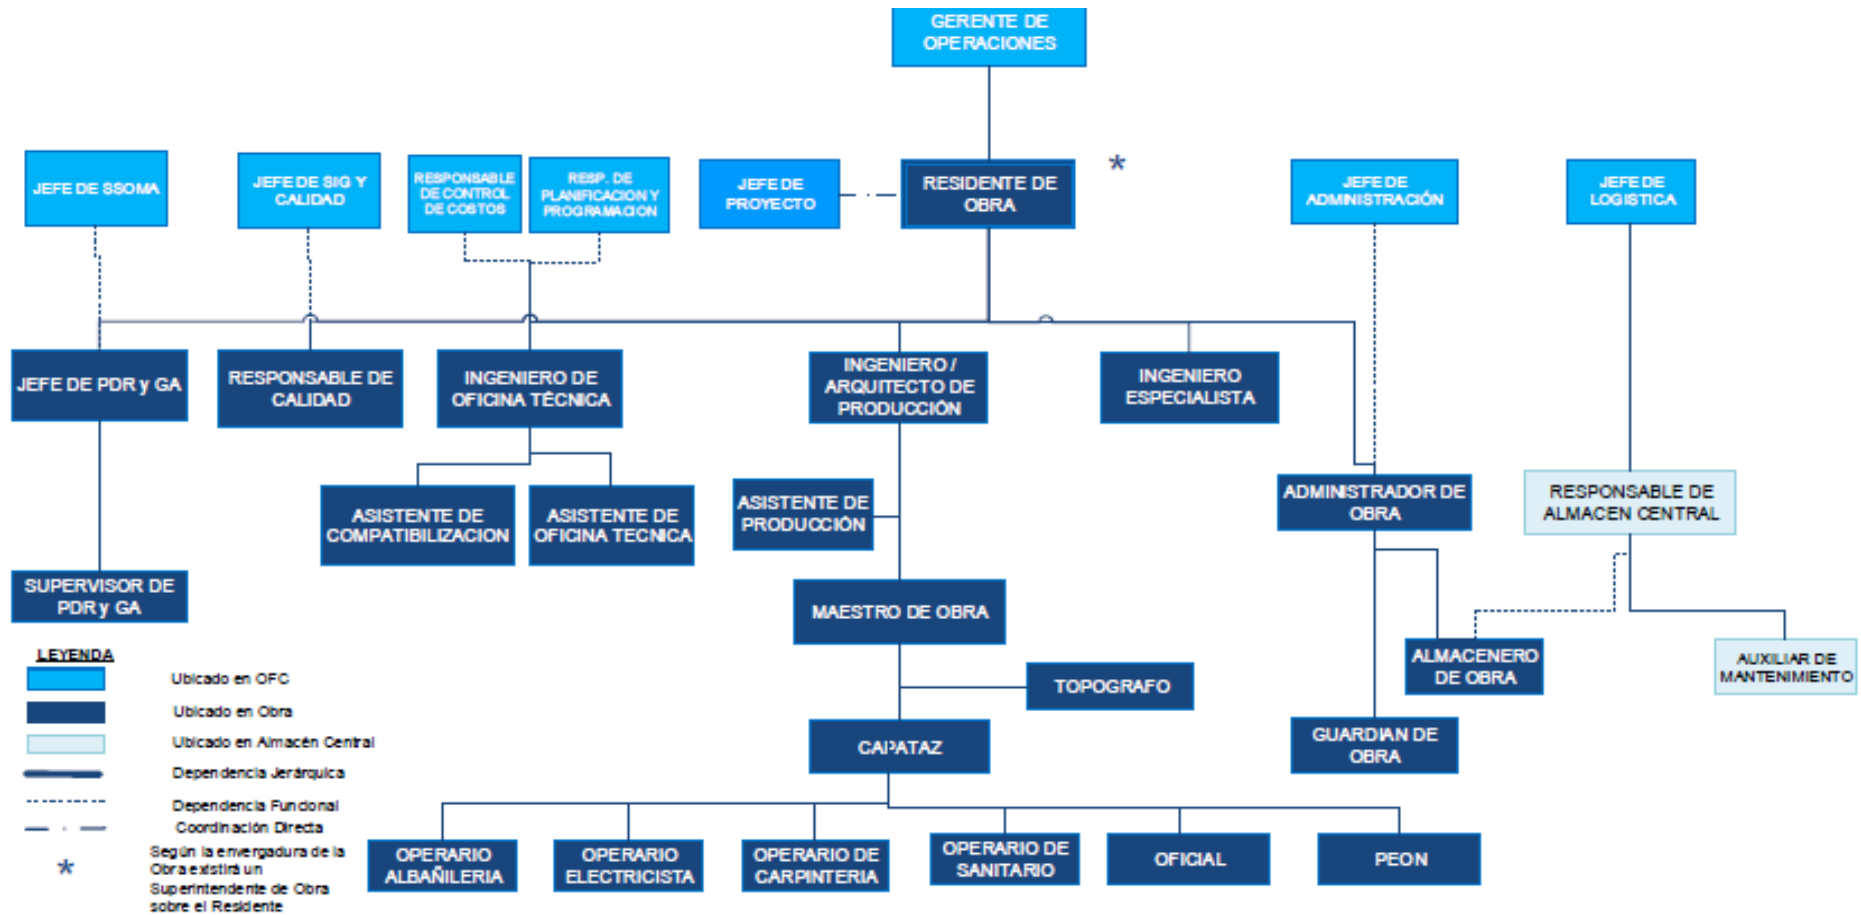 GERENTE DE
OPERACIONES
JEFE DE SSOMA
JEFE DE SIG Y
CALIDAD
RESPONSABLE
DE CONTROL
DE COSTOS
RESP. DE
PLANIFICACION Y
PROGRAMACION
JEFE DE
PROYECTO
RESIDENTE DE
OBRA
*
JEFE DE
ADMINISTRACIÓN
JEFE DE
LOGISTICA
JEFE DE PDR y GA
RESPONSABLE DE
CALIDAD
INGENIERO DE
OFICINA TÉCNICA
INGENIERO /
ARQUITECTO DE
PRODUCCIÓN
INGENIERO
ESPECIALISTA
ASISTENTE DE
COMPATIBILIZACION
ASISTENTE DE
OFICINA TECNICA
ASISTENTE DE
PRODUCCIÓN
ADMINISTRADOR DE
OBRA
RESPONSABLE DE
ALMACEN CENTRAL
SUPERVISOR DE
PDR y GA
MAESTRO DE OBRA
ALMACENERO
DE OBRA
AUXILIAR DE
MANTENIMIENTO
TOPOGRAFO
CAPATAZ
GUARDIAN DE
OBRA
OPERARIO
ALBAÑILERIA
OPERARIO
ELECTRICISTA
OPERARIO DE
CARPINTERIA
OPERARIO DE
SANITARIO
OFICIAL
PEON
LEYENDA
Ubicado en OFC
Ubicado en Obra
Ubicado en Almacén Central
Dependencia Jerárquica
Dependencia Funcional
Coordinación Directa
*
Según la envergadura de la
Obra existirá un
Superintendente de Obra
sobre el Residente